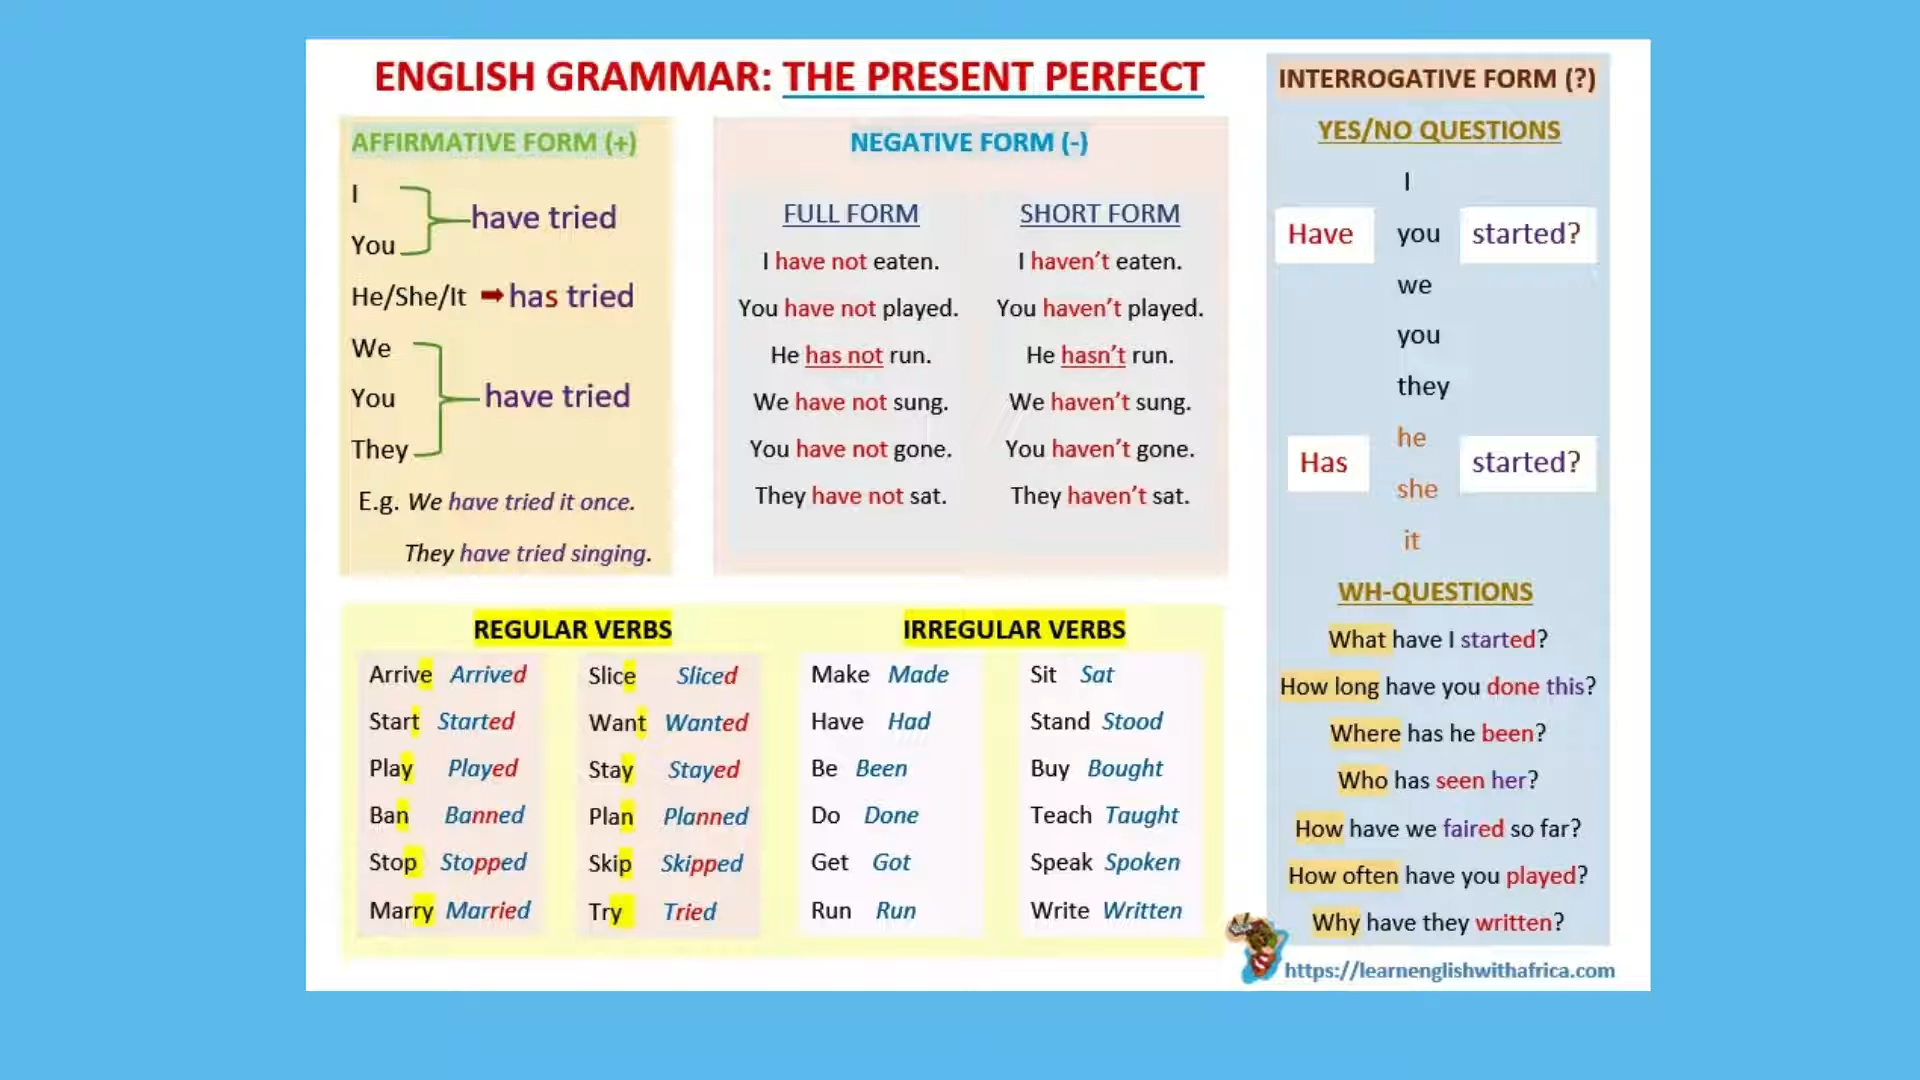 ENGLISH GRAMMAR: THE PRESENT PERFECT
AFFIRMATIVE FORM (+)
I
You
have tried
He/She/It has tried
We
You
They
have tried
E.g. We have tried it once.
They have tried singing.
NEGATIVE FORM (-)
FULL FORM
I have not eaten.
You have not played.
He has not run.
We have not sung.
You have not gone.
They have not sat.
SHORT FORM
I haven’t eaten.
You haven’t played.
He hasn’t run.
We haven’t sung.
You haven’t gone.
They haven’t sat.
REGULAR VERBS
Arrive Arrived
Start Started
Play Played
Ban Banned
Stop Stopped
Marry Married
Slice Sliced
Want Wanted
Stay Stayed
Plan Planned
Skip Skipped
Try Tried
IRREGULAR VERBS
Make Made
Have Had
Be Been
Do Done
Get Got
Run Run
Sit Sat
Stand Stood
Buy Bought
Teach Taught
Speak Spoken
Write Written
INTERROGATIVE FORM (?)
YES/NO QUESTIONS
I
Have you started?
we
you
they
he
Has started?
she
it
WH-QUESTIONS
What have I started?
How long have you done this?
Where has he been?
Who has seen her?
How have we faired so far?
How often have you played?
Why have they written?
https://learnenglishwithafrica.com